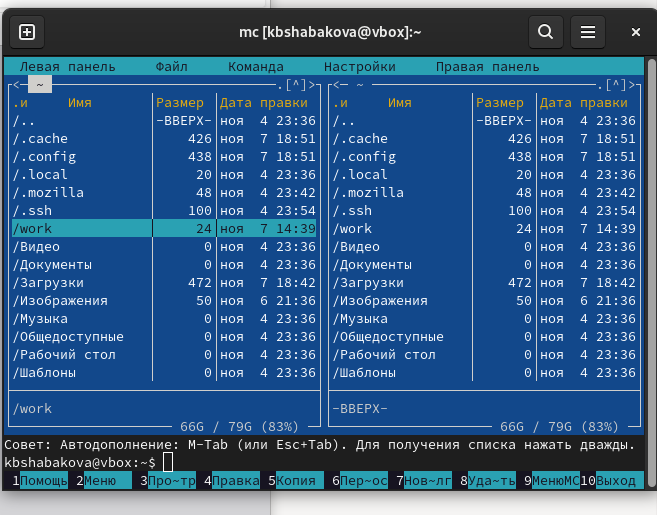 mc [kbshabakova@vbox]:~
Левая панель Файл Команда Настройки Правая панель
<─ ~ .[^]> <─ ~ .[^]>
.и Имя Размер Дата правки .и Имя Размер Дата правки
/.. -ВВЕРХ- ноя 4 23:36 /.. -ВВЕРХ- ноя 4 23:36
/.cache 426 ноя 7 18:51 /.cache 426 ноя 7 18:51
/.config 438 ноя 7 18:51 /.config 438 ноя 7 18:51
/.local 20 ноя 4 23:36 /.local 20 ноя 4 23:36
/.mozilla 48 ноя 4 23:42 /.mozilla 48 ноя 4 23:42
/.ssh 100 ноя 4 23:54 /.ssh 100 ноя 4 23:54
/work 24 ноя 7 14:39 /work 24 ноя 7 14:39
/Видео 0 ноя 4 23:36 /Видео 0 ноя 4 23:36
/Документы 0 ноя 4 23:36 /Документы 0 ноя 4 23:36
/Загрузки 472 ноя 7 18:42 /Загрузки 472 ноя 7 18:42
/Изображения 50 ноя 6 21:36 /Изображения 50 ноя 6 21:36
/Музыка 0 ноя 4 23:36 /Музыка 0 ноя 4 23:36
/Общедоступные 0 ноя 4 23:36 /Общедоступные 0 ноя 4 23:36
/Рабочий стол 0 ноя 4 23:36 /Рабочий стол 0 ноя 4 23:36
/Шаблоны 0 ноя 4 23:36 /Шаблоны 0 ноя 4 23:36
/work -ВВЕРХ-
66G / 79G (83%) 66G / 79G (83%)
Совет: Автодополнение: M-Tab (или Esc+Tab). Для получения списка нажать дважды.
kbshabakova@vbox:~$
1Помощь 2Меню 3Про~тр 4Правка 5Копия 6Пер~ос 7Нов~лг 8Уда~ть 9МенюMC 10Выход